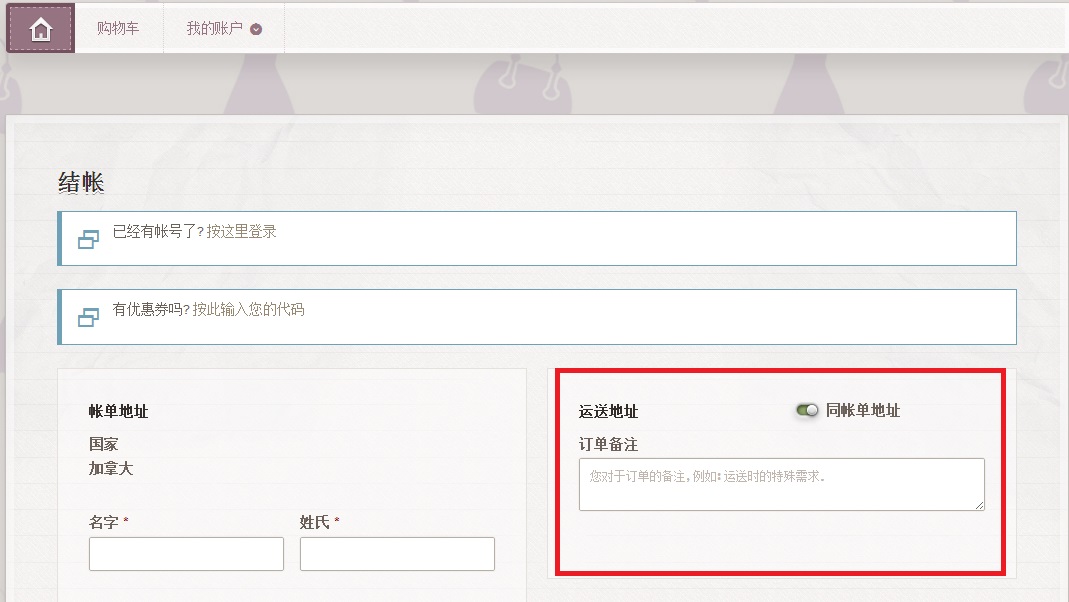 购物车
我的账户
结帐
已经有帐号了? 按这里登录
有优惠券吗? 按此输入您的代码
帐单地址
国家
加拿大
名字 *
姓氏 *
运送地址
同帐单地址
订单备注
您对于订单的备注,例如: 运送时的特殊需求.